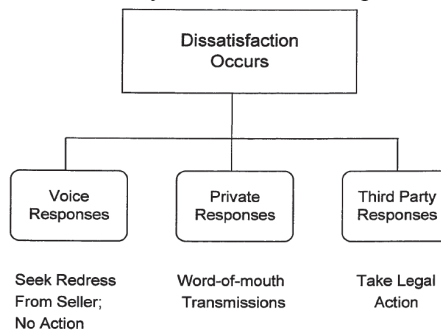 Dissatisfaction
Occurs
Voice
Responses
Private
Responses
Third Party
Responses
Seek Redress
From Seller;
No Action
Word-of-mouth
Transmissions
Take Legal
Action